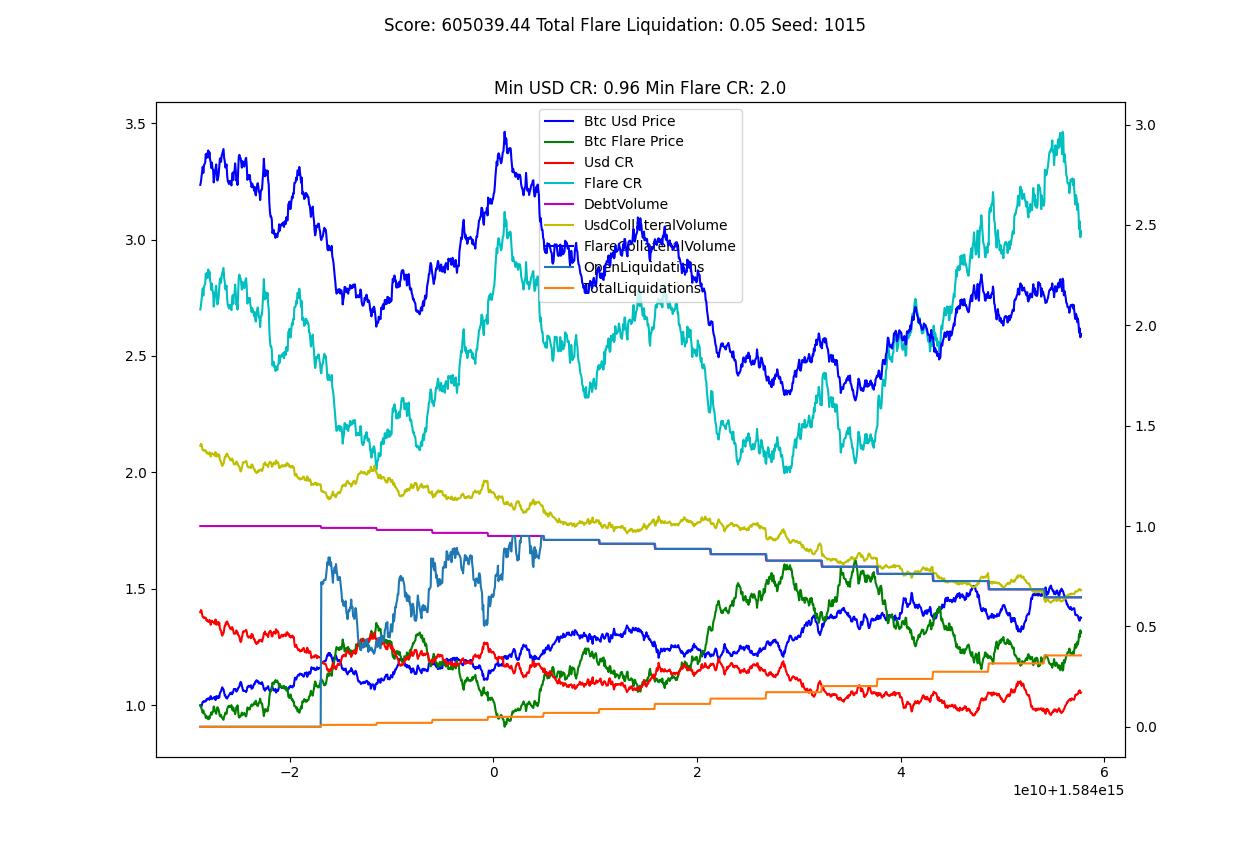 Score: 605039.44 Total Flare Liquidation: 0.05 Seed: 1015
Min USD CR: 0.96 Min Flare CR: 2.0
Btc Usd Price
Btc Flare Price
Usd CR
Flare CR
DebtVolume
UsdCollateralVolume
FlareCollateralVolume
OpenLiquidations
TotalLiquidations
3.5
3.0
2.5
2.0
1.5
1.0
3.0
2.5
2.0
1.5
1.0
0.5
0.0
−2
0
2
4
6
1e10+1.584e15